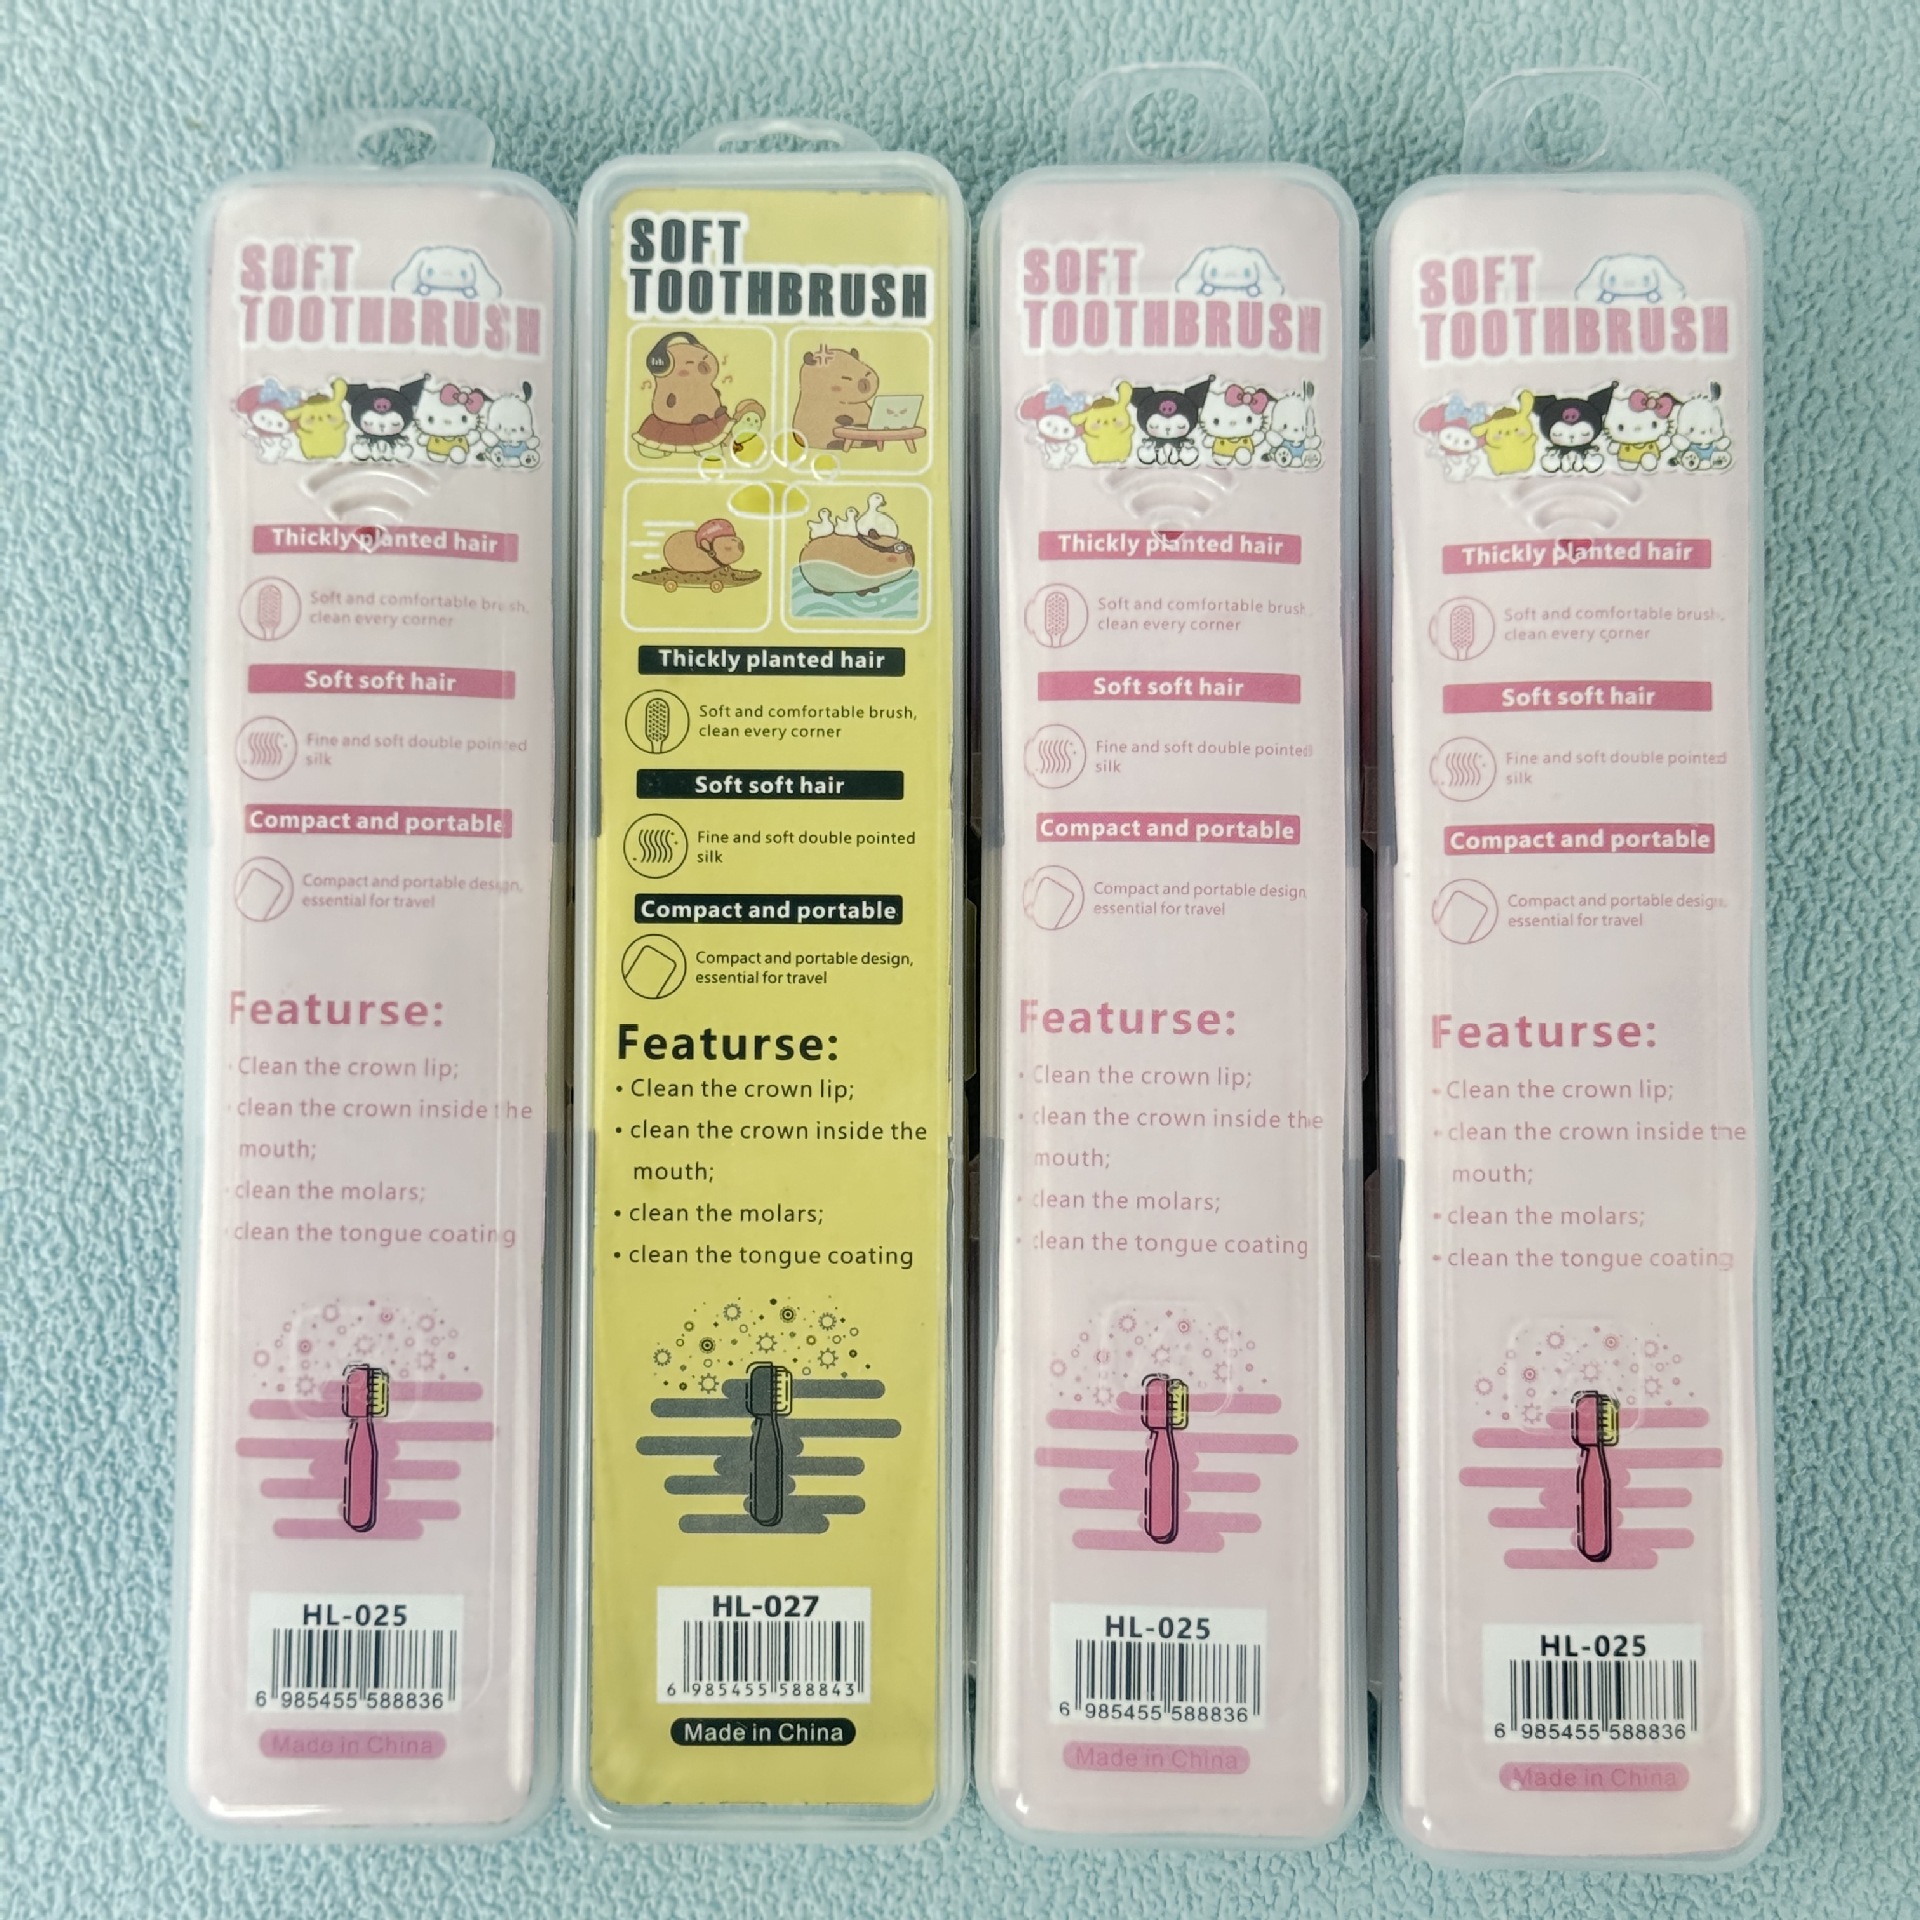 SOFT
TOOTHBRUSH
Thickly planted hair
Soft and comfortable brush,
clean every corner
Soft soft hair
Fine and soft double pointed
silk
Compact and portable
Compact and portable design,
essential for travel
Featurse:
· Clean the crown lip;
· clean the crown inside the
mouth;
· clean the molars;
· clean the tongue coating
HL-025
6 985455 588836
Made in China
SOFT
TOOTHBRUSH
Thickly planted hair
Soft and comfortable brush,
clean every corner
Soft soft hair
Fine and soft double pointed
silk
Compact and portable
Compact and portable design,
essential for travel
Featurse:
• Clean the crown lip;
• clean the crown inside the
mouth;
• clean the molars;
• clean the tongue coating
HL-027
6 985455 588843
Made in China
SOFT
TOOTHBRUSH
Thickly planted hair
Soft and comfortable brush
clean every corner
Soft soft hair
Fine and soft double pointed
silk
Compact and portable
Compact and portable design
essential for travel
Featurse:
• Clean the crown lip;
• clean the crown inside the
mouth;
• clean the molars;
• clean the tongue coating
HL-025
6 985455 588836
Made in China
SOFT
TOOTHBRUSH
Thickly planted hair
Soft and comfortable brush,
clean every corner
Soft soft hair
Fine and soft double pointed
silk
Compact and portable
Compact and portable design,
essential for travel
Featurse:
• Clean the crown lip;
• clean the crown inside the
mouth;
• clean the molars;
• clean the tongue coating
HL-025
6 985455 588836
Made in China